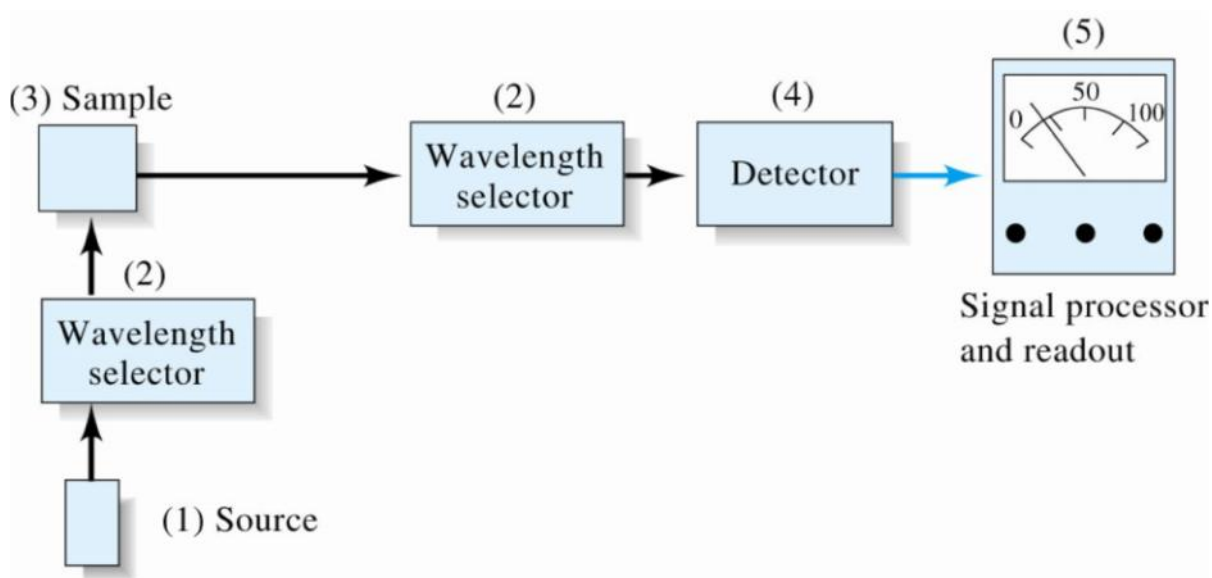 (5)
(3) Sample
(2)
(4)
0
50
100
Wavelength
selector
Detector
(2)
Wavelength
selector
Signal processor
and readout
(1) Source